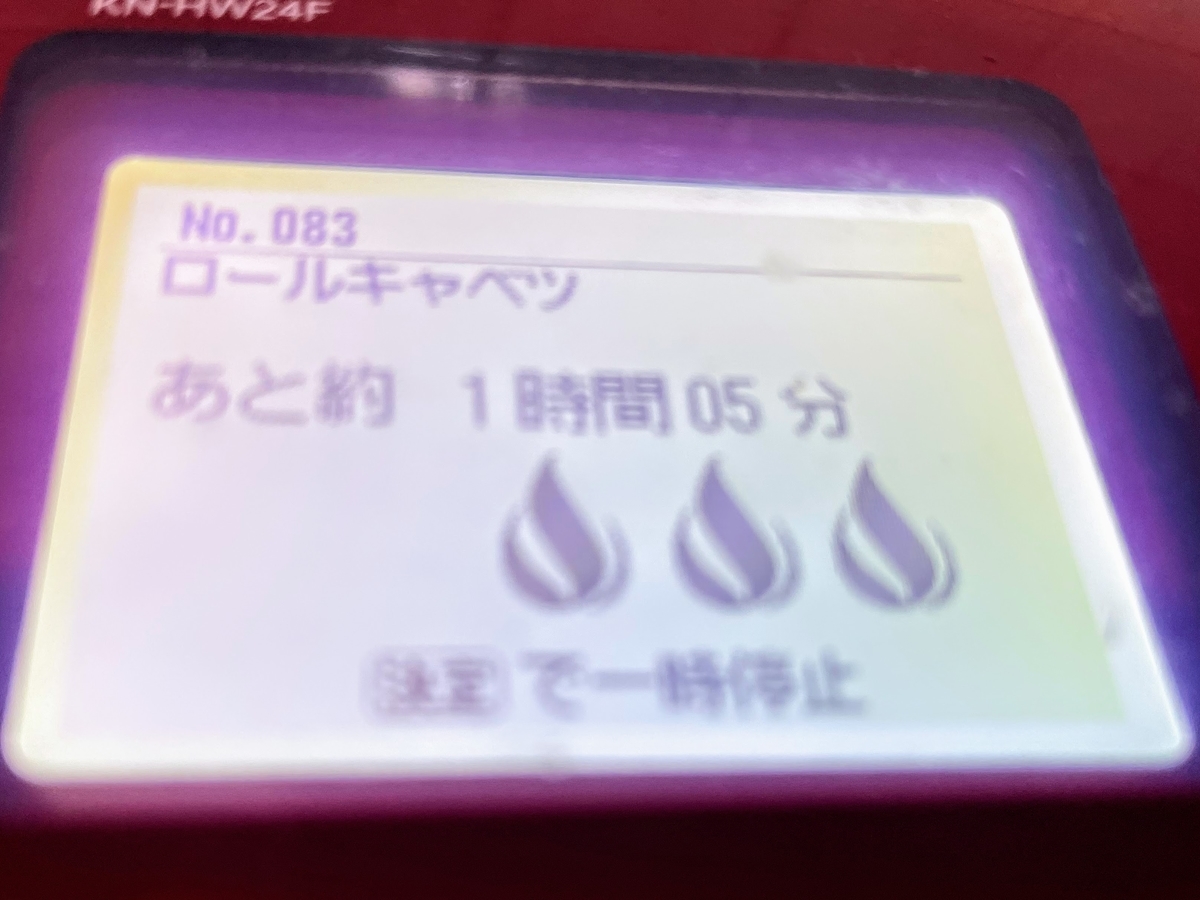 KN-HW24F
No.083
ロールキャベツ
あと約 1時間05分
決定で一時停止